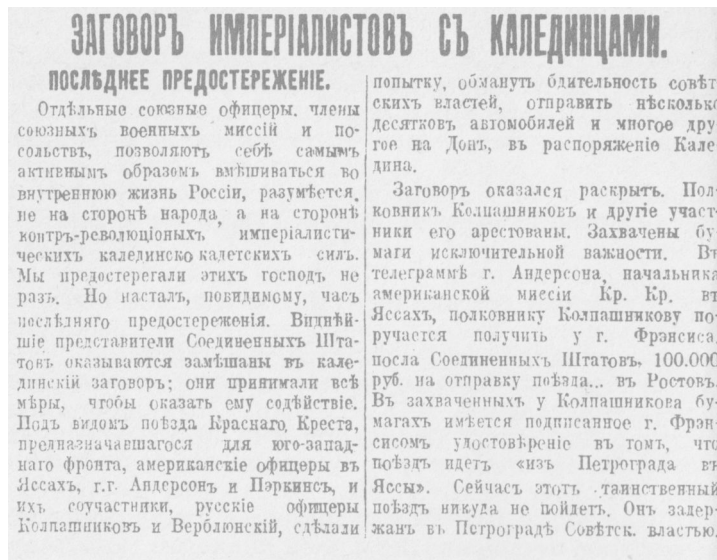 ЗАГОВОРЪ ИМПЕРІАЛИСТОВЪ СЪ КАЛЕДИНЦАМИ.
ПОСЛѢДНЕЕ ПРЕДОСТЕРЕЖЕНІЕ.
Отдѣльные союзные офицеры, члены
союзныхъ военныхъ миссій и по-
сольствъ, позволяютъ себѣ самымъ
активнымъ образомъ вмѣшиваться во
внутреннюю жизнь Россіи, разумѣется,
не на сторонѣ народа, а на сторонѣ
контръ-революціоныхъ империалисти-
ческихъ калединско-кадетскихъ силъ.
Мы предостерегали этихъ господъ не
разъ. Но насталъ, повидимому, часъ
послѣдняго предостереженія. Виднѣй-
шіе представители Соединенныхъ Шта-
товъ оказываются замѣшаны въ кале-
динскій заговоръ; они принимали всѣ
мѣры, чтобы оказать ему содѣйствіе.
Подъ видомъ поѣзда Краснаго Креста,
предназначавшагося для юго-запад-
наго фронта, американскіе офицеры въ
Яссахъ, г.г. Андерсонъ и Пэркинсъ, и
ихъ соучастники, русскіе офицеры
Колпашниковъ и Верблюнскій, сдѣлали
попытку, обмануть бдительность совѣт
скихъ властей, отправить нѣсколько
десятковъ автомобилей и многое дру
гое на Донъ, въ распоряженіе Кале
дина.
Заговоръ оказался раскрытъ. Пол
ковникъ Колпашниковъ и другіе участ
ники его арестованы. Захвачены бу
маги исключительной важности. Въ
телеграммѣ г. Андерсона, начальника
американской миссіи Кр. Кр. въ
Яссахъ, полковнику Колпашникову по
ручается получить у г. Фрэнсиса,
посла Соединенныхъ Штатовъ, 100.000
руб. на отправку поѣзда... въ Ростовъ.
Въ захваченныхъ у Колпашникова бу
магахъ имѣется подписанное г. Фрэн
сисомъ удостовѣреніе въ томъ, что
поѣздъ идетъ «изъ Петрограда въ
Яссы». Сейчасъ этотъ таинственный
поѣздъ никуда не пойдетъ. Онъ задер
жанъ въ Петроградѣ Совѣтск. властью.